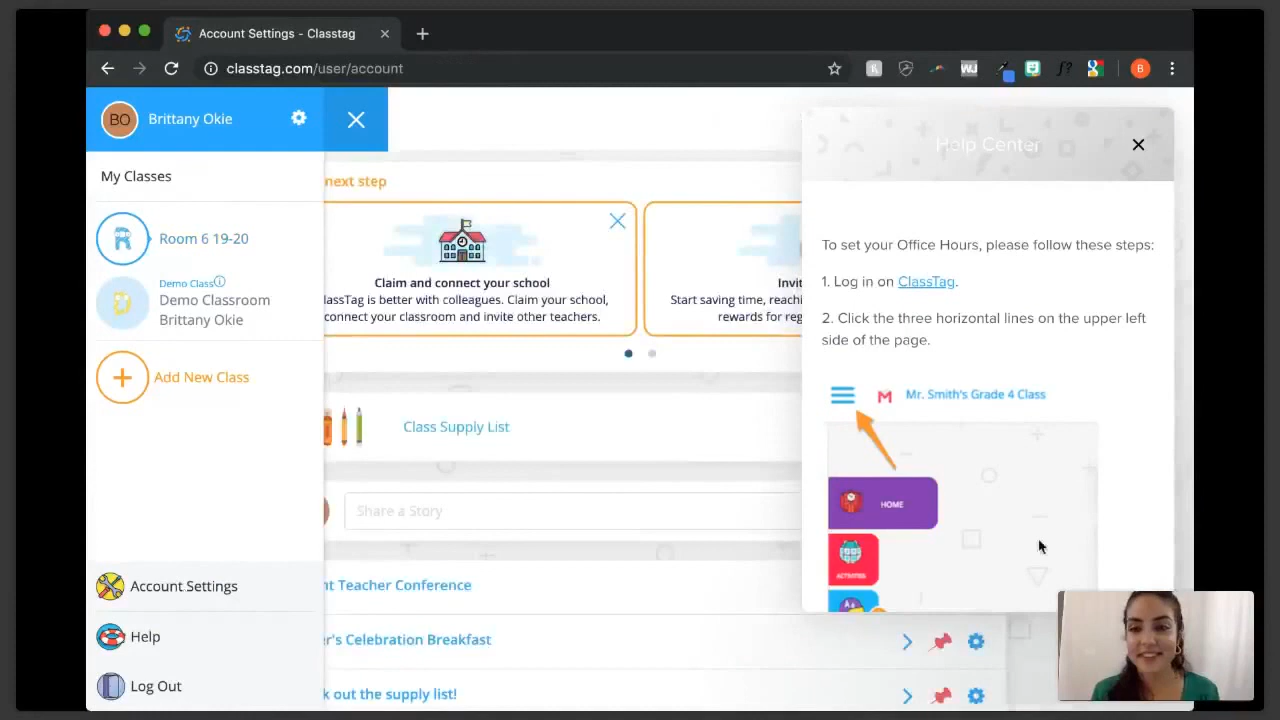 Account Settings - Classtag
classtag.com/user/account
WJ
f?
B
BO
Brittany Okie
My Classes
Room 6 19-20
Demo Class
Demo Classroom
Brittany Okie
Add New Class
Account Settings
Help
Log Out
next step
Claim and connect your school
lassTag is better with colleagues. Claim your school,
connect your classroom and invite other teachers.
Invit
Start saving time, reachi
rewards for reg
Class Supply List
Share a Story
nt Teacher Conference
er's Celebration Breakfast
k out the supply list!
Help Center
To set your Office Hours, please follow these steps:
1. Log in on ClassTag.
2. Click the three horizontal lines on the upper left
side of the page.
Mr. Smith's Grade 4 Class
HOME
ACTIVITIES